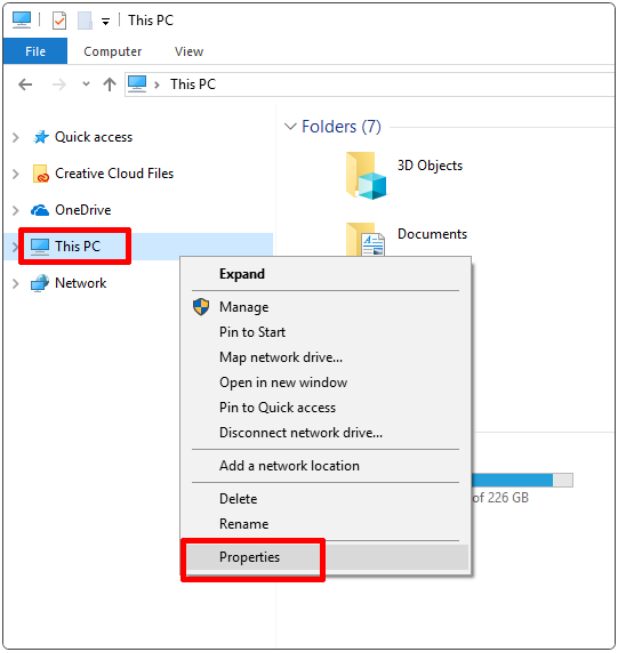 This PC
File Computer View
This PC
Quick access
Creative Cloud Files
OneDrive
This PC
Network
Folders (7)
3D Objects
Documents
Expand
Manage
Pin to Start
Map network drive...
Open in new window
Pin to Quick access
Disconnect network drive...
Add a network location
Delete
Rename
Properties
of 226 GB